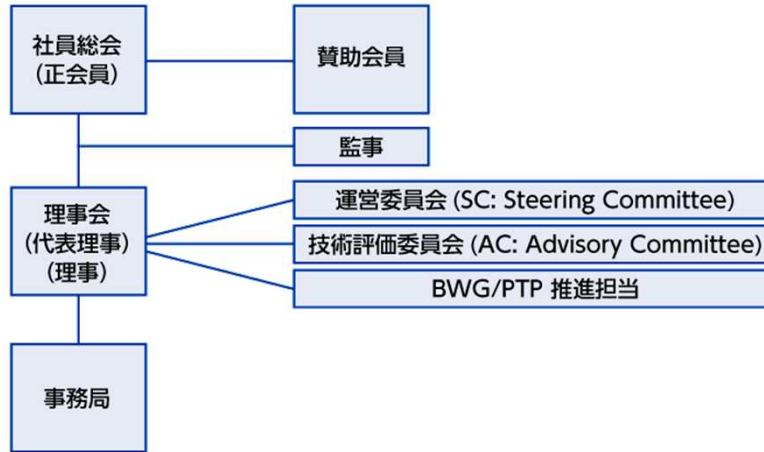 社員総会
(正会員)
賛助会員
監事
理事会
(代表理事)
(理事)
運営委員会 (SC: Steering Committee)
技術評価委員会 (AC: Advisory Committee)
BWG/PTP 推進担当
事務局